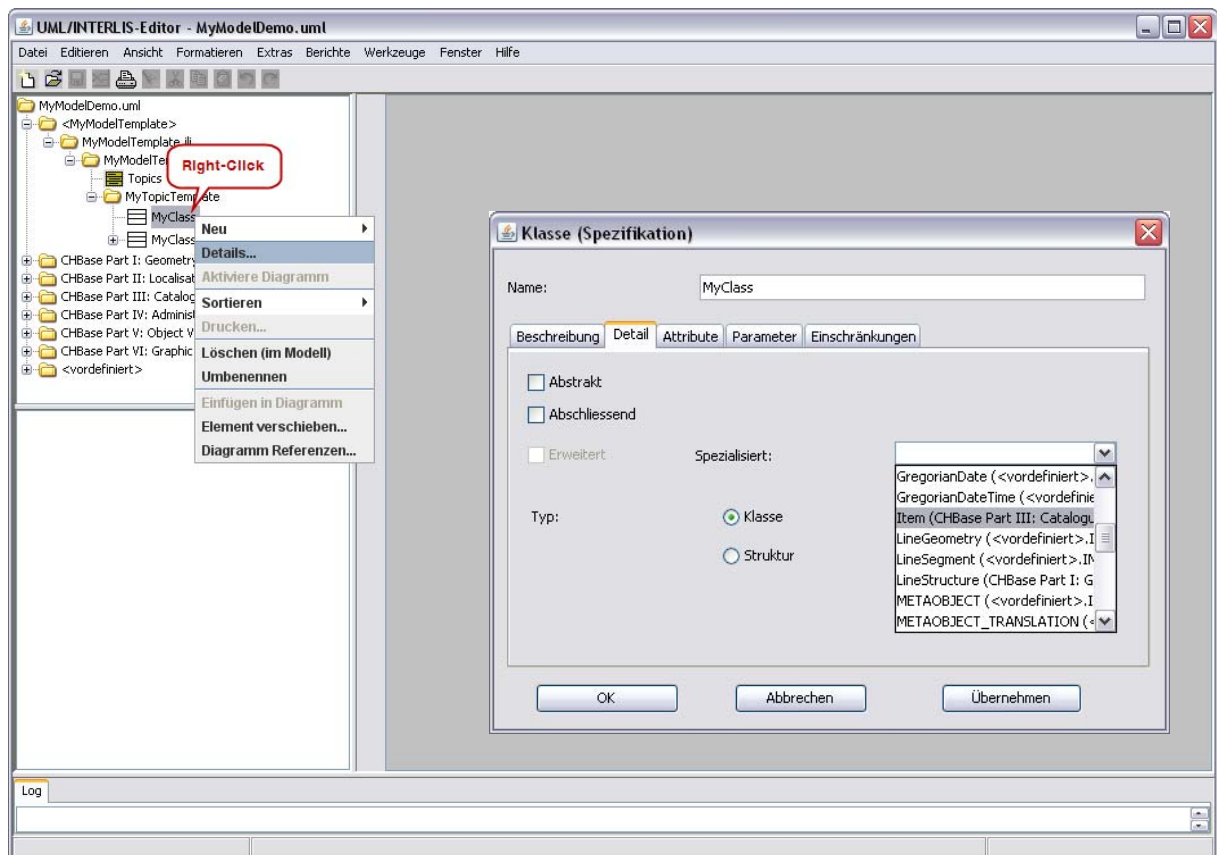 UML/INTERLIS-Editor - MyModelDemo.uml
Datei Editieren Ansicht Formatieren Extras Berichte Werkzeuge Fenster Hilfe
MyModelDemo.uml
<MyModelTemplate>
MyModelTemplate.ili
MyModelTe
Right-Click
Topics
MyTopicTemplate
MyClass
MyClass
CHBase Part I: Geometry
CHBase Part II: Localisat
CHBase Part III: Catalog
CHBase Part IV: Administ
CHBase Part V: Object V
CHBase Part VI: Graphic
<vordefiniert>
Neu
Details...
Aktiviere Diagramm
Sortieren
Drucken...
Löschen (im Modell)
Umbenennen
Einfügen in Diagramm
Element verschieben...
Diagramm Referenzen...
Klasse (Spezifikation)
Name: MyClass
Beschreibung Detail Attribute Parameter Einschränkungen
Abstrakt
Abschliessend
Erweitert Spezialisiert:
GregorianDate (<vordefiniert>.
GregorianDateTime (<vordefinie
Item (CHBase Part III: Catalogu
LineGeometry (<vordefiniert>.I
LineSegment (<vordefiniert>.IN
LineStructure (CHBase Part I: G
METAOBJECT (<vordefiniert>.I
METAOBJECT_TRANSLATION (<
Typ: Klasse
Struktur
OK Abbrechen Übernehmen
Log